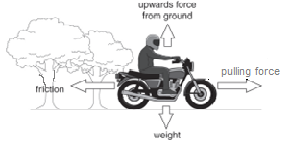 upwards force
from ground
friction
pulling force
weight